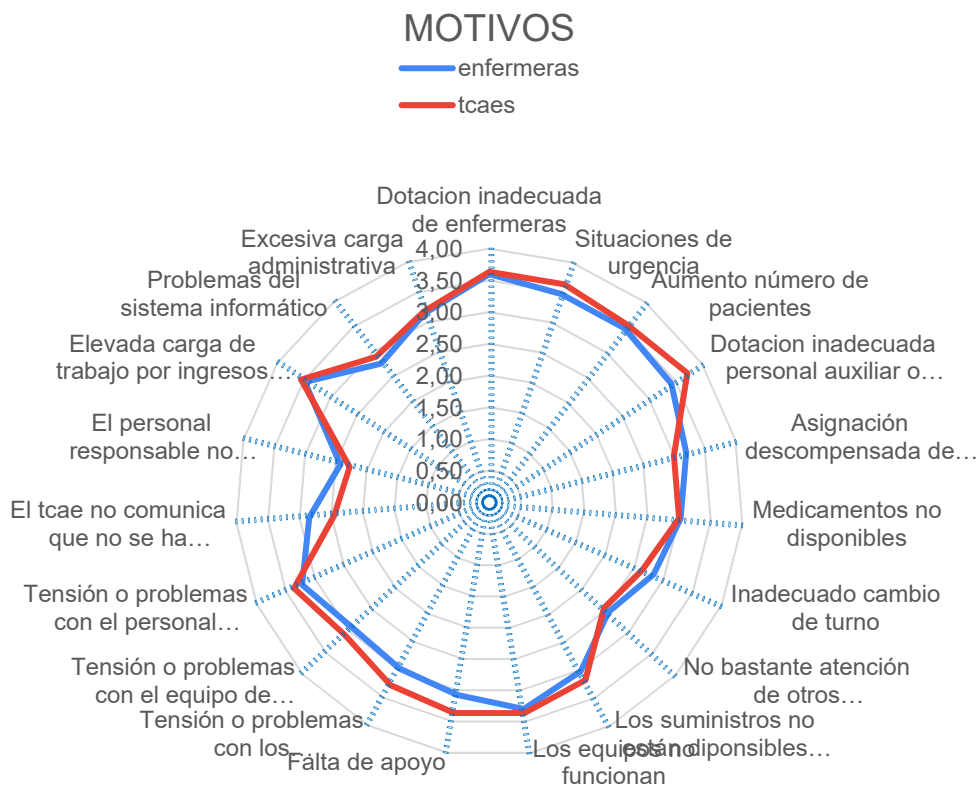 MOTIVOS
enfermeras
tcaes
Dotacion inadecuada
de enfermeras
Situaciones de
urgencia
Aumento número de
pacientes
Dotacion inadecuada
personal auxiliar o…
Asignación
descompensada de…
Medicamentos no
disponibles
Inadecuado cambio
de turno
No bastante atención
de otros…
Los suministros no
están diponsibles…
Los equipos no
funcionan
Falta de apoyo
Tensión o problemas
con los…
Tensión o problemas
con el equipo de…
Tensión o problemas
con el personal…
El tcae no comunica
que no se ha…
El personal
responsable no…
Elevada carga de
trabajo por ingresos…
Problemas del
sistema informático
Excesiva carga
administrativa
4,00
3,50
3,00
2,50
2,00
1,50
1,00
0,50
0,00